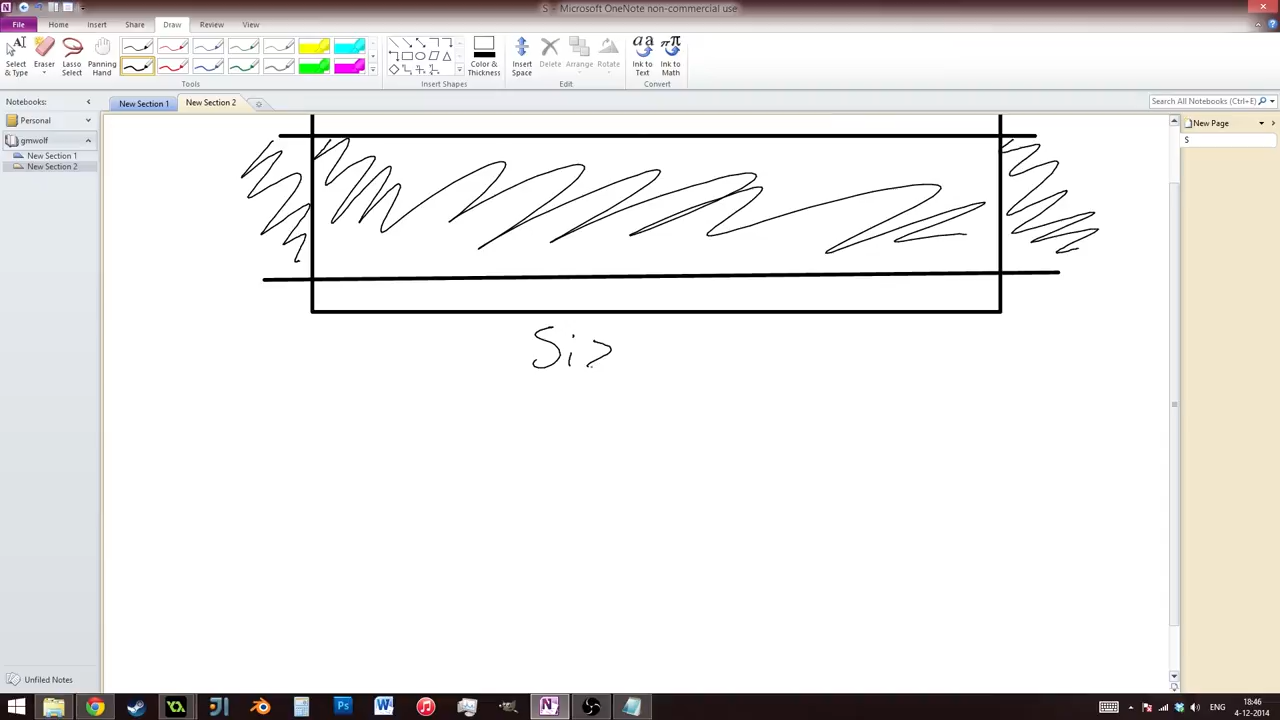 S - Microsoft OneNote non-commercial use
File Home Insert Share Draw Review View
Select & Type
Eraser
Lasso Select
Panning Hand
Color & Thickness
Insert Space
Delete
Arrange
Rotate
Ink to Text
Ink to Math
Tools Insert Shapes Edit Convert
Notebooks: New Section 1 New Section 2 Search All Notebooks (Ctrl+E)
Personal
gmwolf
New Section 1
New Section 2
New Page
S
Si
Unfiled Notes
ENG
18:46
4-12-2014